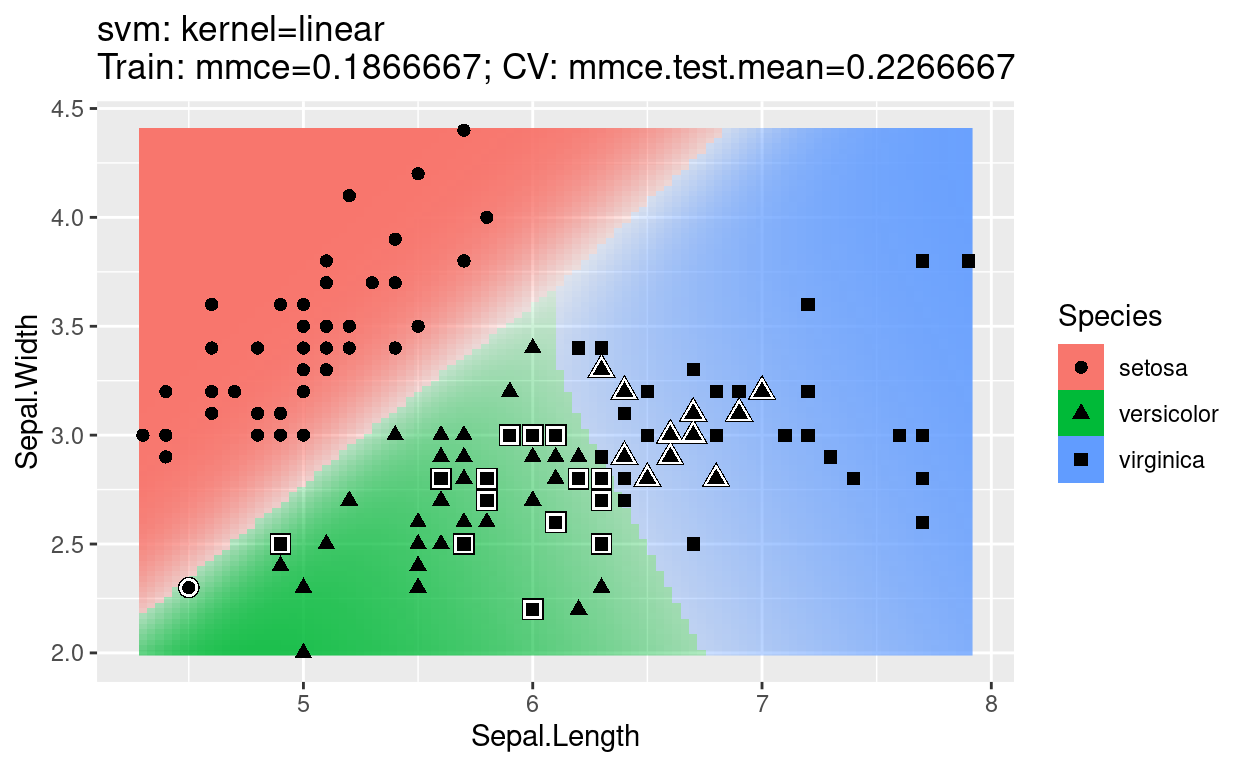 svm: kernel=linear
Train: mmce=0.1866667; CV: mmce.test.mean=0.2266667
4.5
4.0
3.5
3.0
2.5
2.0
Sepal.Width
5
6
7
8
Sepal.Length
Species
setosa
versicolor
virginica